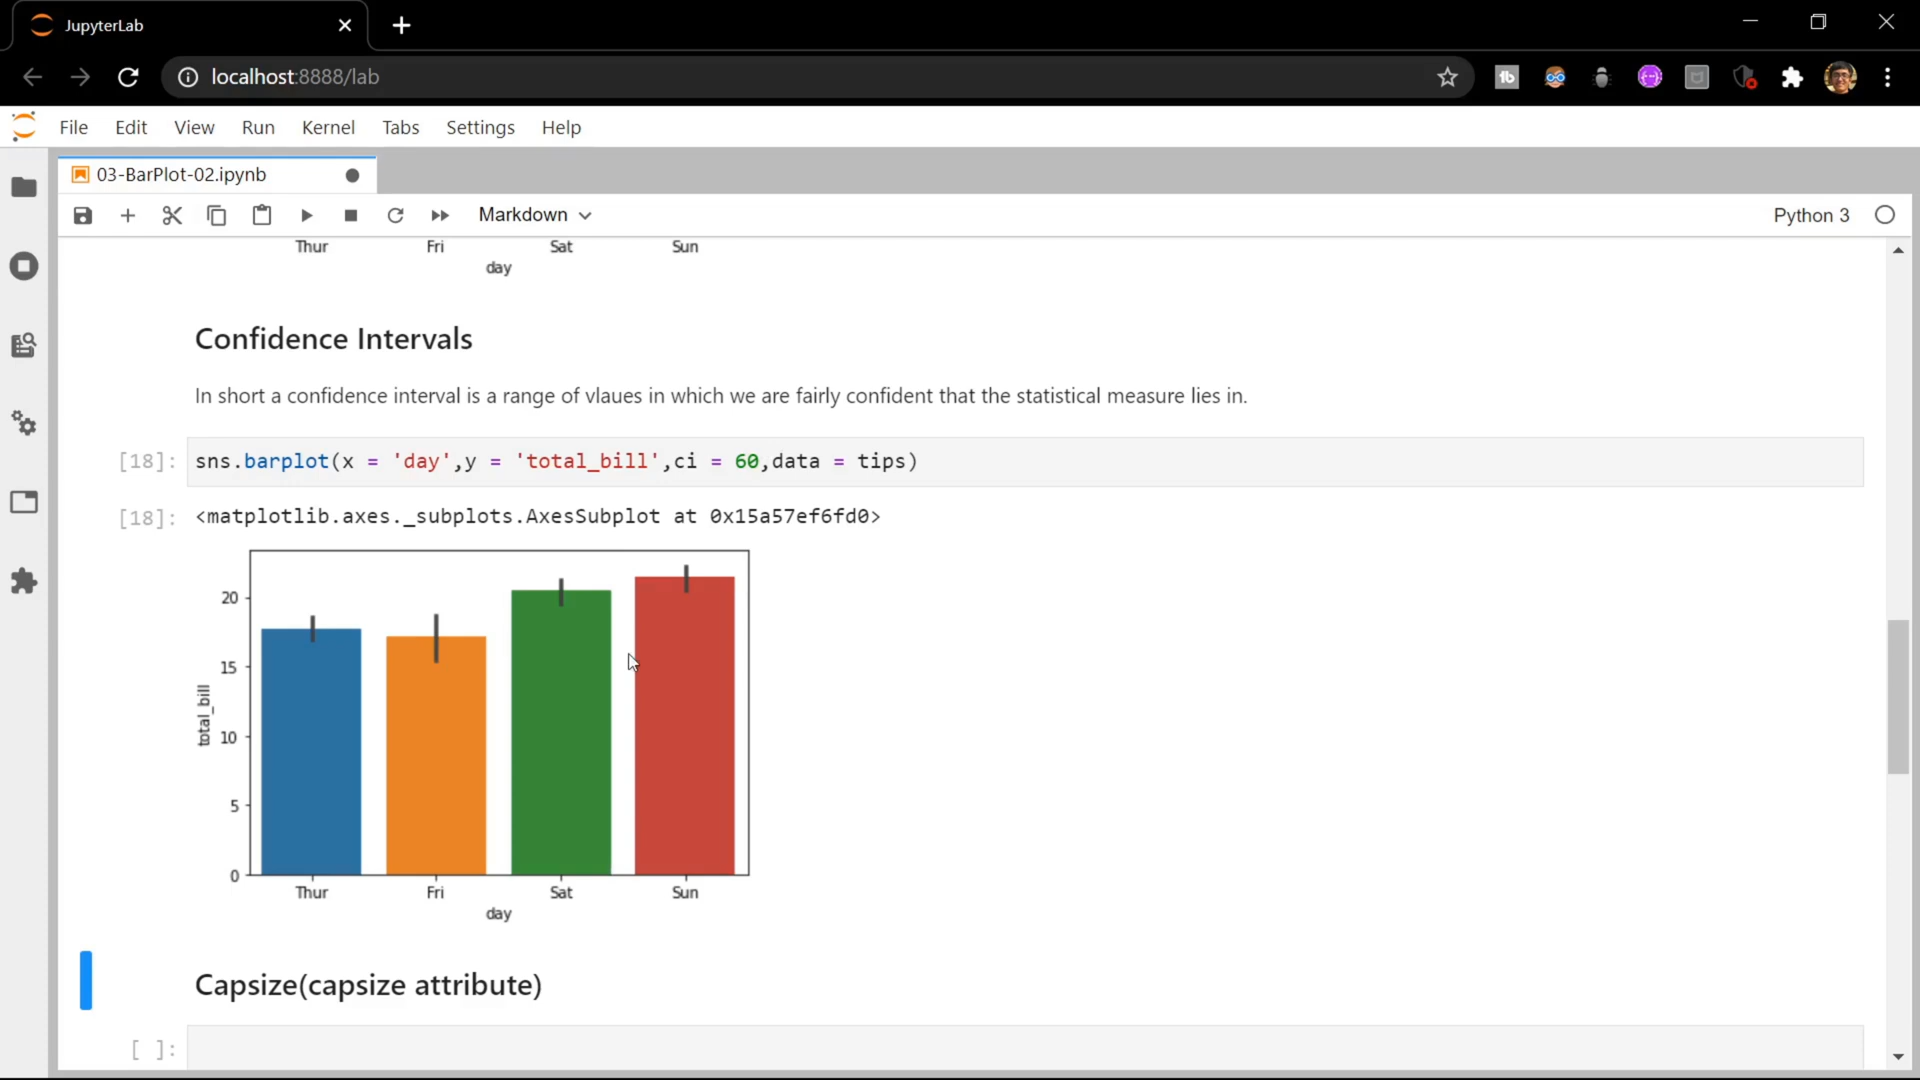 JupyterLab
localhost:8888/lab
File Edit View Run Kernel Tabs Settings Help
03-BarPlot-02.ipynb
Markdown
Python 3
Thur Fri Sat Sun
day
Confidence Intervals
In short a confidence interval is a range of vlaues in which we are fairly confident that the statistical measure lies in.
[18]: sns.barplot(x = 'day',y = 'total_bill',ci = 60,data = tips)
[18]: <matplotlib.axes._subplots.AxesSubplot at 0x15a57ef6fd0>
20
15
total_bill
10
5
0
Thur Fri Sat Sun
day
Capsize(capsize attribute)
[ ]: